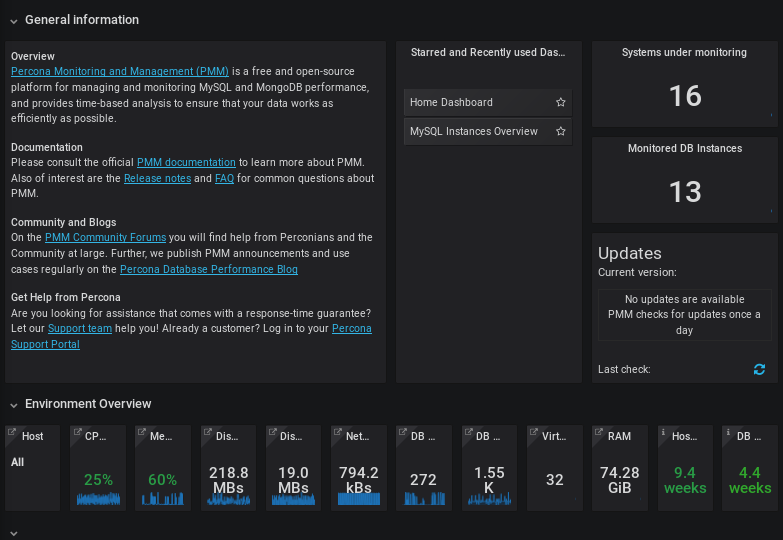 General information
Overview
Percona Monitoring and Management (PMM) is a free and open-source
platform for managing and monitoring MySQL and MongoDB performance,
and provides time-based analysis to ensure that your data works as
efficiently as possible.
Documentation
Please consult the official PMM documentation to learn more about PMM.
Also of interest are the Release notes and FAQ for common questions about
PMM.
Community and Blogs
On the PMM Community Forums you will find help from Perconians and the
Community at large. Further, we publish PMM announcements and use
cases regularly on the Percona Database Performance Blog
Get Help from Percona
Are you looking for assistance that comes with a response-time guarantee?
Let our Support team help you! Already a customer? Log in to your Percona
Support Portal
Starred and Recently used Das...
Home Dashboard
MySQL Instances Overview
Systems under monitoring
16
Monitored DB Instances
13
Updates
Current version:
No updates are available
PMM checks for updates once a
day
Last check:
Environment Overview
Host
All
CP...
25%
Me...
60%
Dis...
218.8
MBs
Dis...
19.0
MBs
Net...
794.2
kBs
DB ...
272
DB ...
1.55
K
Virt...
32
RAM
74.28
GiB
Hos...
9.4
weeks
DB ...
4.4
weeks